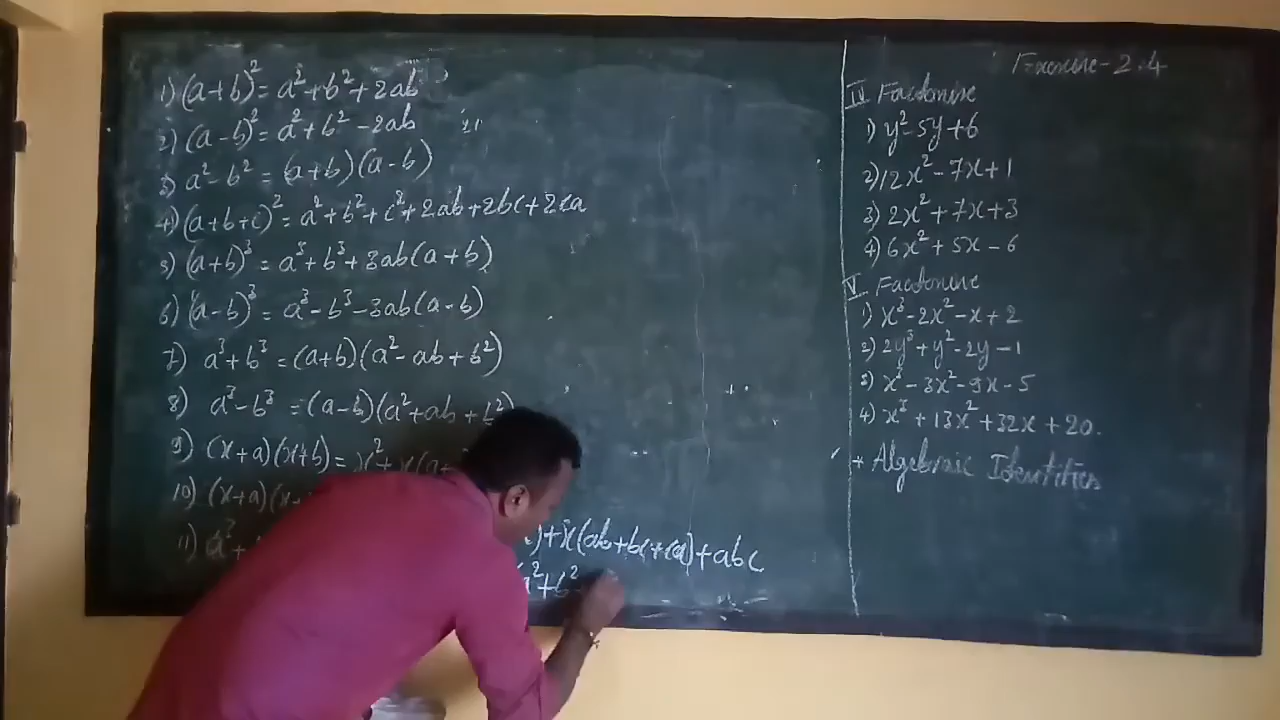 1) (a+b)² = a²+b²+2ab
2) (a-b)² = a²+b²-2ab
3) a²-b² = (a+b)(a-b)
4) (a+b+c)² = a²+b²+c²+2ab+2bc+2ca
5) (a+b)³ = a³+b³+3ab(a+b)
6) (a-b)³ = a³-b³-3ab(a-b)
7) a³+b³ = (a+b)(a²-ab+b²)
8) a³-b³ = (a-b)(a²+ab+b²)
9) (x+a)(x+b) = x²+x(a
10) (x+a)(x
)+x(ab+bc+ca)+abc
11) a³+
(a²+b²
Exercise-2.4
IV Factorise
1) y²-5y+6
2) 12x²-7x+1
3) 2x²+7x+3
4) 6x²+5x-6
V Factorise
1) x³-2x²-x+2
2) 2y³+y²-2y-1
3) x³-3x²-9x-5
4) x³+13x²+32x+20.
* Algebraic Identities